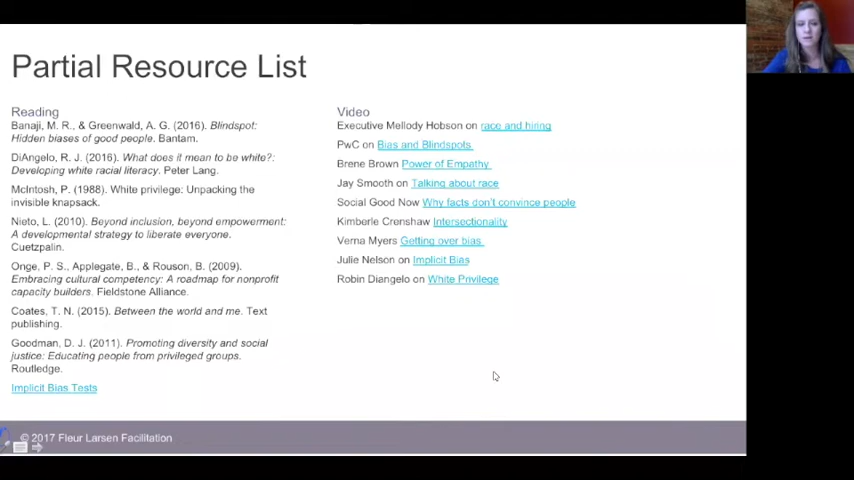 Partial Resource List
Reading
Banaji, M. R., & Greenwald, A. G. (2016). Blindspot:
Hidden biases of good people. Bantam.
DiAngelo, R. J. (2016). What does it mean to be white?:
Developing white racial literacy. Peter Lang.
McIntosh, P. (1988). White privilege: Unpacking the
invisible knapsack.
Nieto, L. (2010). Beyond inclusion, beyond empowerment:
A developmental strategy to liberate everyone.
Cuetzpalin.
Onge, P. S., Applegate, B., & Rouson, B. (2009).
Embracing cultural competency: A roadmap for nonprofit
capacity builders. Fieldstone Alliance.
Coates, T. N. (2015). Between the world and me. Text
publishing.
Goodman, D. J. (2011). Promoting diversity and social
justice: Educating people from privileged groups.
Routledge.
Implicit Bias Tests
Video
Executive Mellody Hobson on race and hiring
PwC on Bias and Blindspots
Brene Brown Power of Empathy
Jay Smooth on Talking about race
Social Good Now Why facts don't convince people
Kimberle Crenshaw Intersectionality
Verna Myers Getting over bias
Julie Nelson on Implicit Bias
Robin Diangelo on White Privilege
© 2017 Fleur Larsen Facilitation